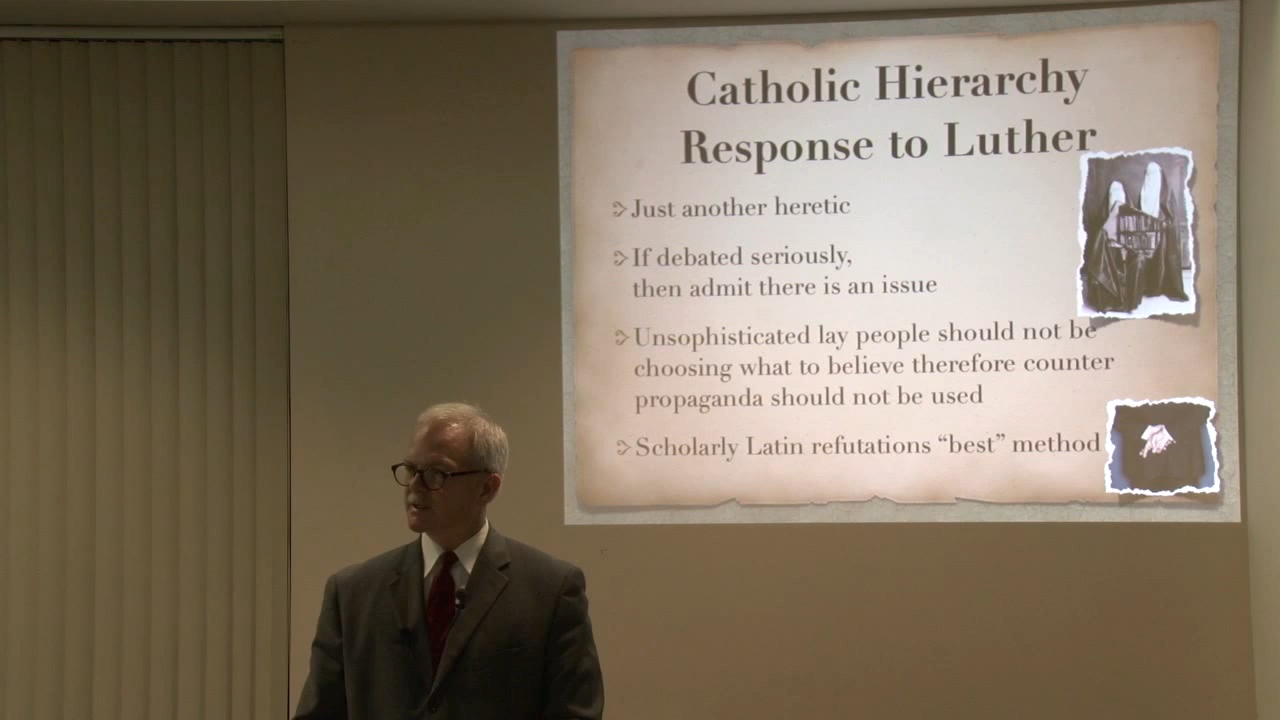 Catholic Hierarchy
Response to Luther
Just another heretic
If debated seriously,
then admit there is an issue
Unsophisticated lay people should not be
choosing what to believe therefore counter
propaganda should not be used
Scholarly Latin refutations “best” method